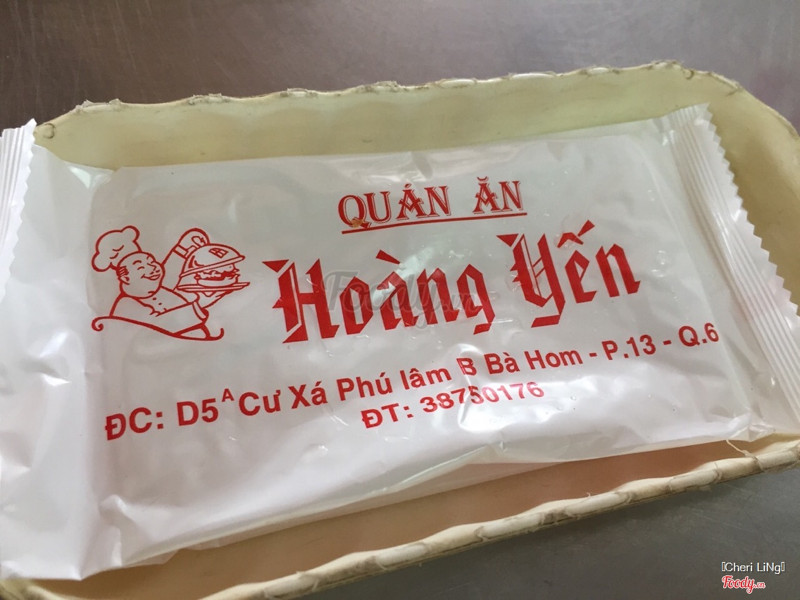 QUÁN ĂN
Hoàng Yến
ĐC: D5ᴬ Cư Xá Phú lâm B Bà Hom - P.13 - Q.6
ĐT: 38750176
[Cheri LiNg]
Foody.vn